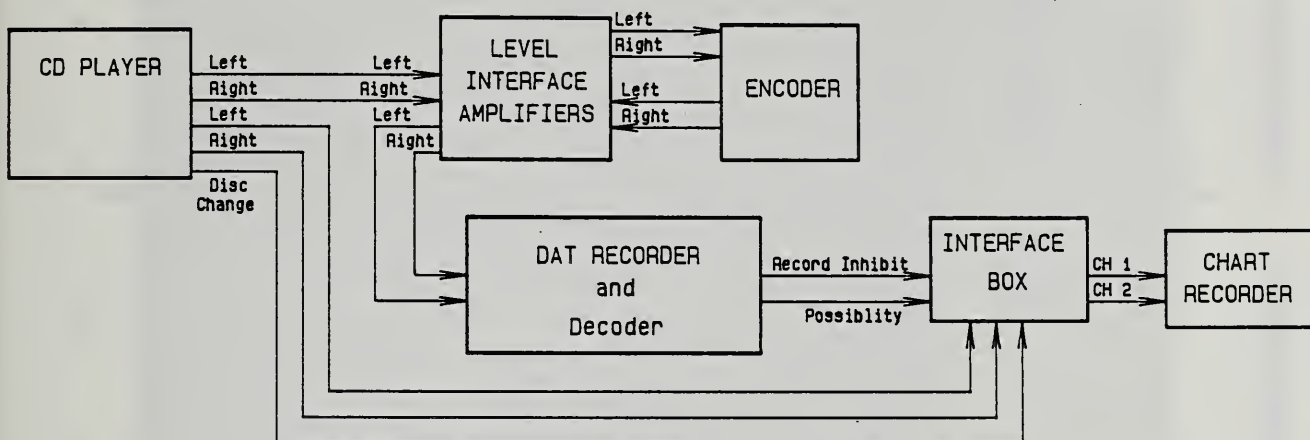 CD PLAYER
Left
Right
Left
Right
Disc
Change
Left
Right
Left
Right
LEVEL
INTERFACE
AMPLIFIERS
Left
Right
Left
Right
ENCODER
DAT RECORDER
and
Decoder
Record Inhibit
Possiblity
INTERFACE
BOX
CH 1
CH 2
CHART
RECORDER